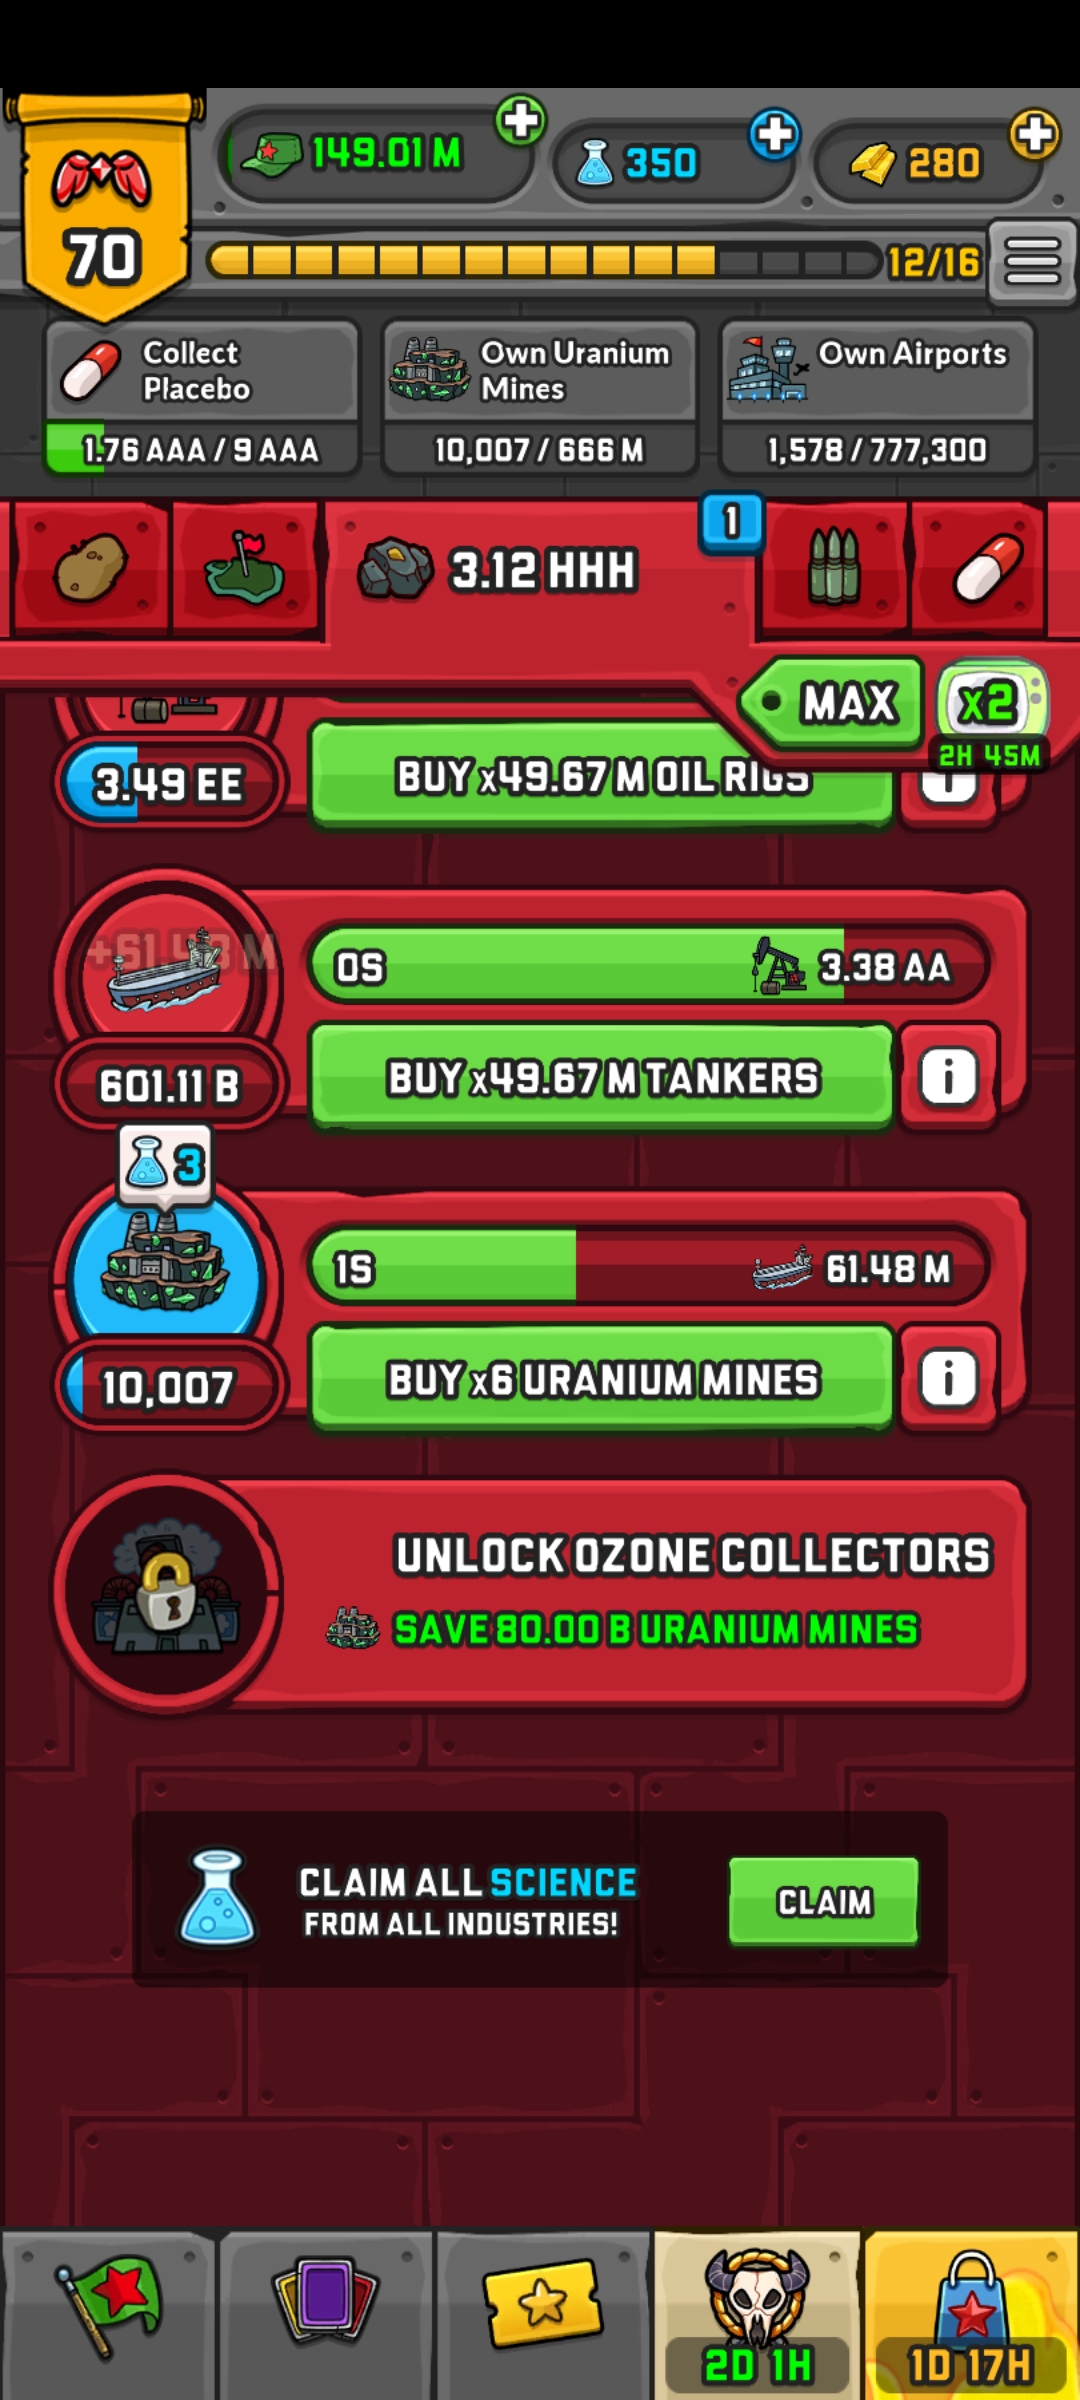 149.01 M
350
280
70
12/16
Collect
Placebo
1.76 AAA / 9 AAA
Own Uranium
Mines
10,007 / 666 M
Own Airports
1,578 / 777,300
3.12 HHH
1
MAX
x2
2H 45M
3.49 EE
BUY x49.67 M OIL RIGS
+61.48 M
0S
3.38 AA
601.11 B
BUY x49.67 M TANKERS
3
1S
61.48 M
10,007
BUY x6 URANIUM MINES
UNLOCK OZONE COLLECTORS
SAVE 80.00 B URANIUM MINES
CLAIM ALL SCIENCE
FROM ALL INDUSTRIES!
CLAIM
2D 1H
1D 17H